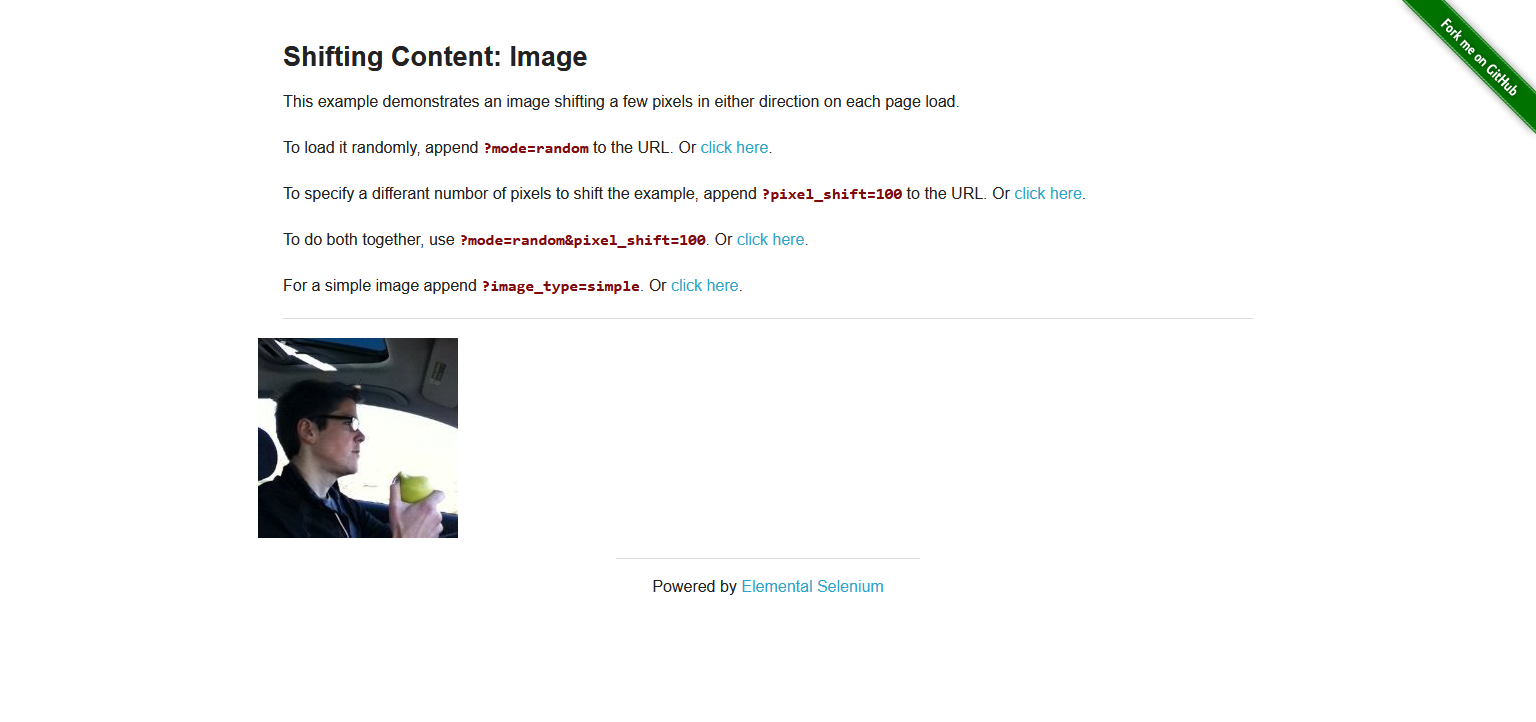 Fork me on GitHub
Shifting Content: Image
This example demonstrates an image shifting a few pixels in either direction on each page load.
To load it randomly, append ?mode=random to the URL. Or click here.
To specify a differant numbor of pixels to shift the example, append ?pixel_shift=100 to the URL. Or click here.
To do both together, use ?mode=random&pixel_shift=100. Or click here.
For a simple image append ?image_type=simple. Or click here.
Powered by Elemental Selenium